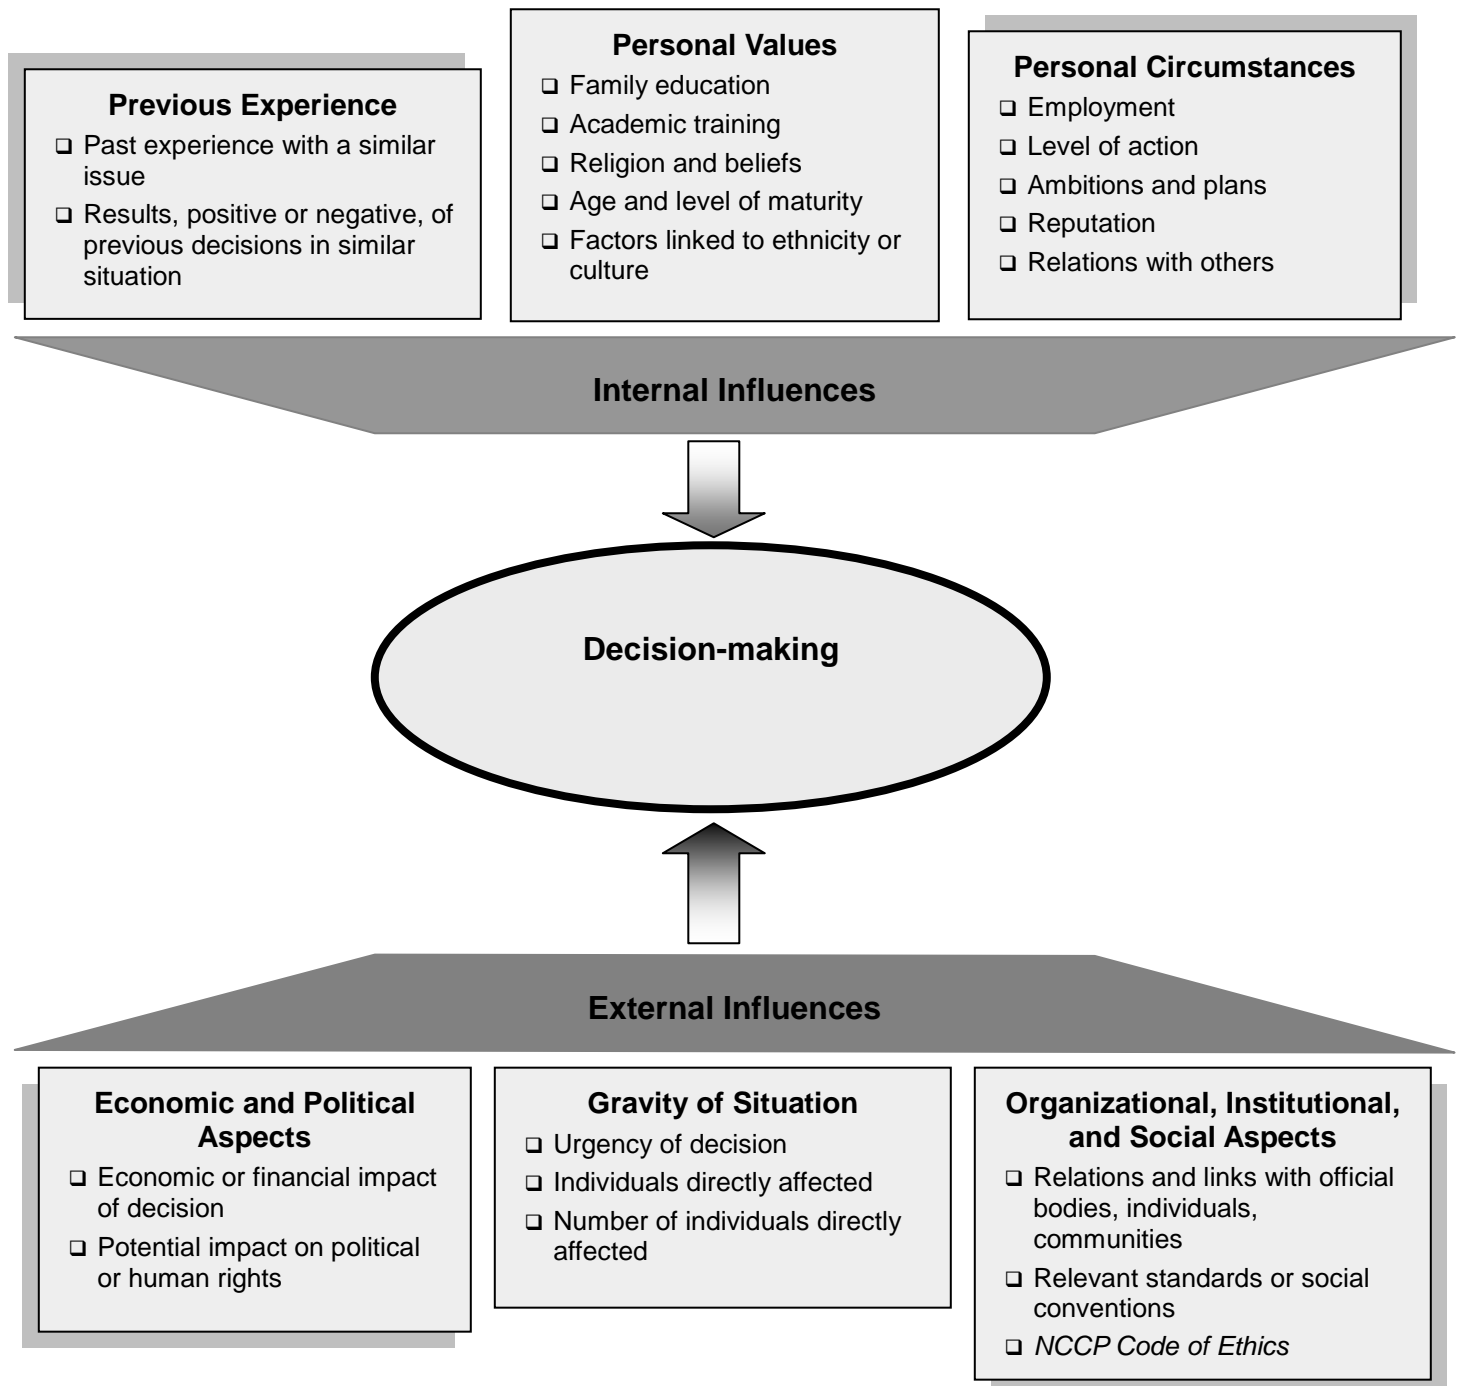 Previous Experience
❑ Past experience with a similar
issue
❑ Results, positive or negative, of
previous decisions in similar
situation
Personal Values
❑ Family education
❑ Academic training
❑ Religion and beliefs
❑ Age and level of maturity
❑ Factors linked to ethnicity or
culture
Personal Circumstances
❑ Employment
❑ Level of action
❑ Ambitions and plans
❑ Reputation
❑ Relations with others
Internal Influences
Decision-making
External Influences
Economic and Political
Aspects
❑ Economic or financial impact
of decision
❑ Potential impact on political
or human rights
Gravity of Situation
❑ Urgency of decision
❑ Individuals directly affected
❑ Number of individuals directly
affected
Organizational, Institutional,
and Social Aspects
❑ Relations and links with official
bodies, individuals,
communities
❑ Relevant standards or social
conventions
❑ NCCP Code of Ethics